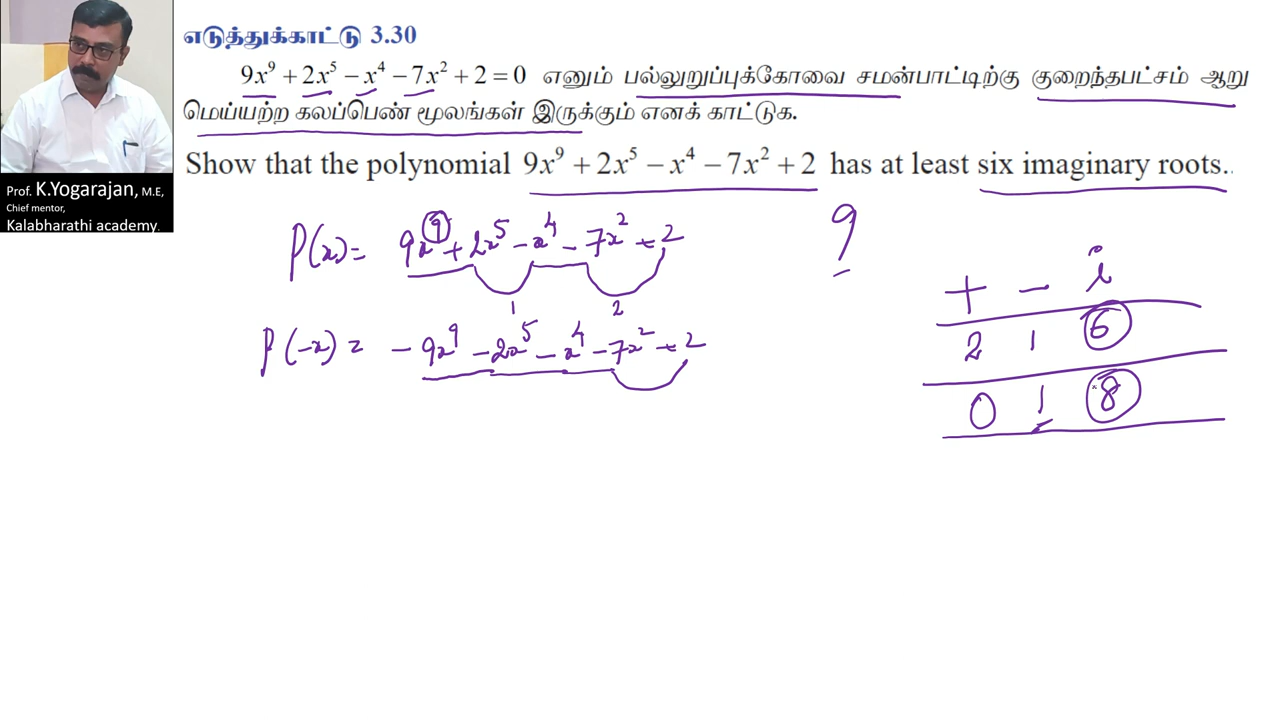 எடுத்துக்காட்டு 3.30
9x⁹ + 2x⁵ − x⁴ − 7x² + 2 = 0 எனும் பல்லுறுப்புக்கோவை சமன்பாட்டிற்கு குறைந்தபட்சம் ஆறு
மெய்யற்ற கலப்பெண் மூலங்கள் இருக்கும் எனக் காட்டுக.
Show that the polynomial 9x⁹ + 2x⁵ − x⁴ − 7x² + 2 has at least six imaginary roots..
Prof. K.Yogarajan, M.E,
Chief mentor,
Kalabharathi academy.
P(x) = 9x⁹ + 2x⁵ − x⁴ − 7x² + 2
1 2
P(-x) = − 9x⁹ − 2x⁵ − x⁴ − 7x² + 2
9
+ − i
2 1 6
0 1 8